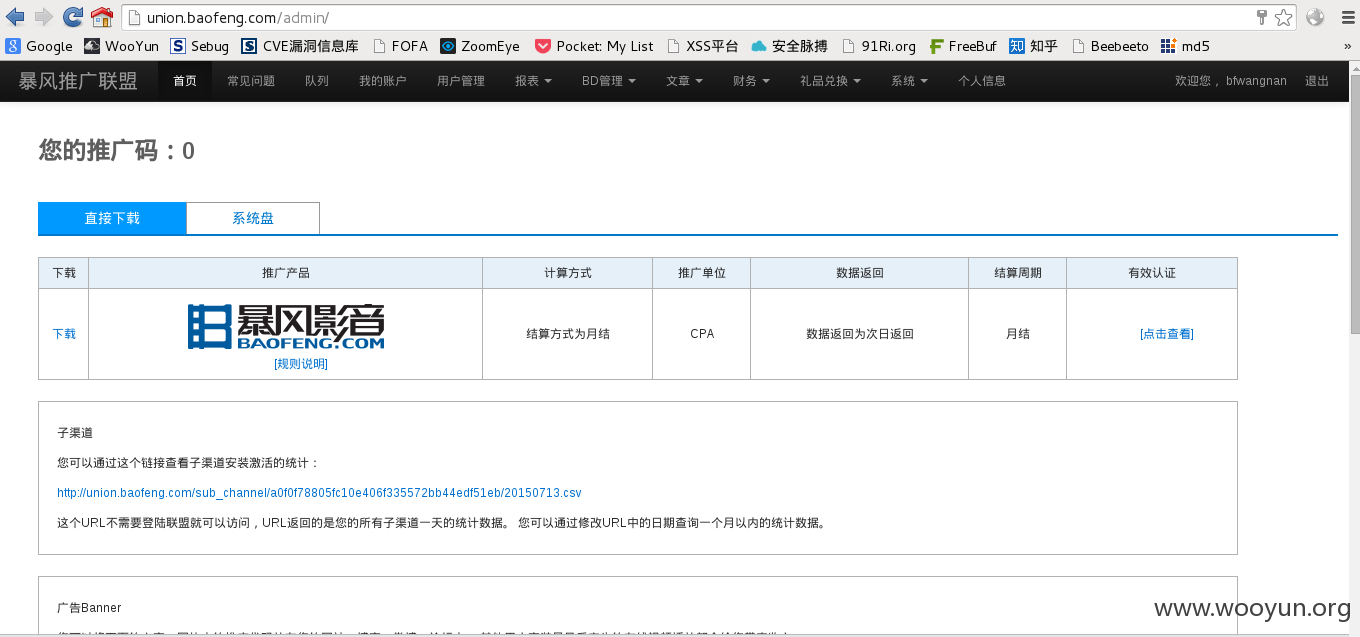 union.baofeng.com/admin/
Google WooYun Sebug CVE漏洞信息库 FOFA ZoomEye Pocket: My List XSS平台 安全脉搏 91Ri.org FreeBuf 知乎 Beebeeto md5 »
暴风推广联盟 首页 常见问题 队列 我的账户 用户管理 报表 BD管理 文章 财务 礼品兑换 系统 个人信息 欢迎您， bfwangnan 退出
您的推广码：0
直接下载 系统盘
下载 推广产品 计算方式 推广单位 数据返回 结算周期 有效认证
下载 暴风影音 结算方式为月结 CPA 数据返回为次日返回 月结 [点击查看]
BAOFENG.COM
[规则说明]
子渠道
您可以通过这个链接查看子渠道安装激活的统计：
http://union.baofeng.com/sub_channel/a0f0f78805fc10e406f335572bb44edf51eb/20150713.csv
这个URL不需要登陆联盟就可以访问，URL返回的是您的所有子渠道一天的统计数据。 您可以通过修改URL中的日期查询一个月以内的统计数据。
广告Banner
www.wooyun.org